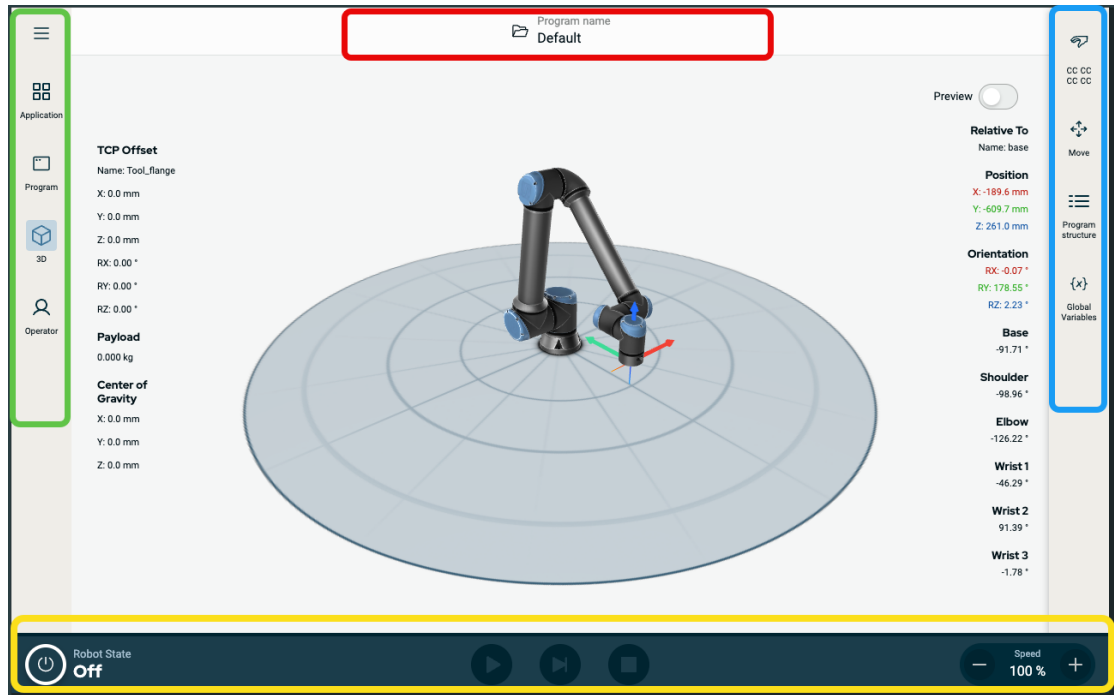 Program name
Default
Application
Program
3D
Operator
TCP Offset
Name: Tool_flange
X: 0.0 mm
Y: 0.0 mm
Z: 0.0 mm
RX: 0.00 °
RY: 0.00 °
RZ: 0.00 °
Payload
0.000 kg
Center of
Gravity
X: 0.0 mm
Y: 0.0 mm
Z: 0.0 mm
Preview
Relative To
Name: base
Position
X: -189.6 mm
Y: -609.7 mm
Z: 261.0 mm
Orientation
RX: -0.07 °
RY: 178.55 °
RZ: 2.23 °
Base
-91.71 °
Shoulder
-98.96 °
Elbow
-126.22 °
Wrist 1
-46.29 °
Wrist 2
91.39 °
Wrist 3
-1.78 °
CC CC
CC CC
Move
Program
structure
{x}
Global
Variables
Robot State
Off
Speed
100 %